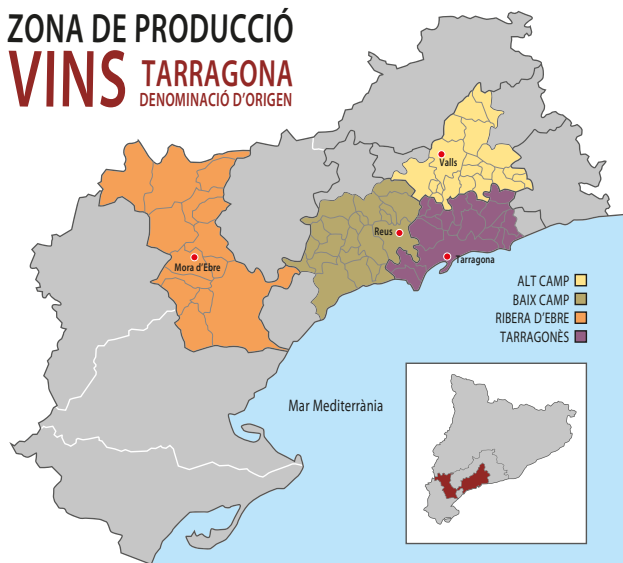 ZONA DE PRODUCCIÓ
VINS TARRAGONA
DENOMINACIÓ D'ORIGEN
Valls
Reus
Tarragona
Mora d'Ebre
ALT CAMP
BAIX CAMP
RIBERA D'EBRE
TARRAGONÈS
Mar Mediterrània